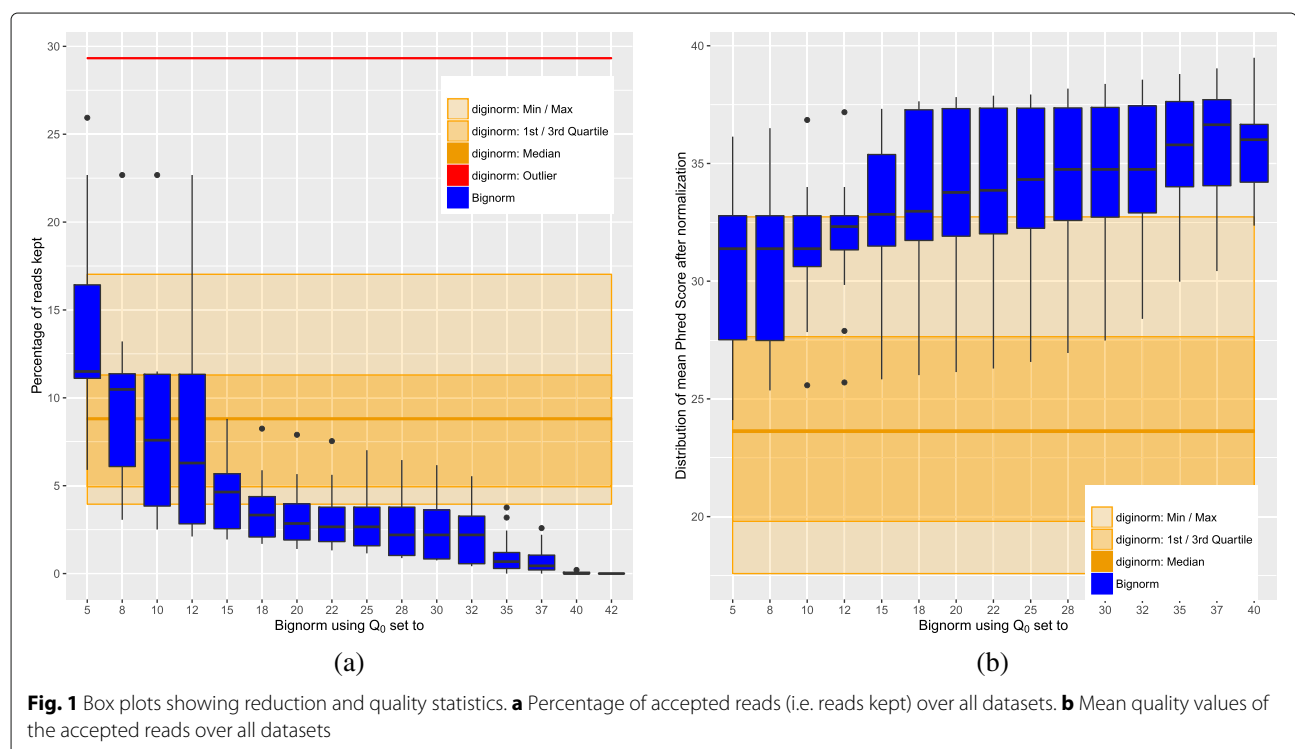 30
25
20
15
10
5
0
Percentage of reads kept
diginorm: Min / Max
diginorm: 1st / 3rd Quartile
diginorm: Median
diginorm: Outlier
Bignorm
5 8 10 12 15 18 20 22 25 28 30 32 35 37 40 42
Bignorm using Q₀ set to
(a)
40
35
30
25
20
Distribution of mean Phred Score after normalization
diginorm: Min / Max
diginorm: 1st / 3rd Quartile
diginorm: Median
Bignorm
5 8 10 12 15 18 20 22 25 28 30 32 35 37 40
Bignorm using Q₀ set to
(b)
Fig. 1 Box plots showing reduction and quality statistics. a Percentage of accepted reads (i.e. reads kept) over all datasets. b Mean quality values of
the accepted reads over all datasets